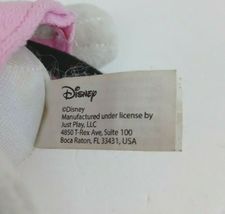 Disney
©Disney
Manufactured under license by
Just Play, LLC
4850 T-Rex Ave, Suite 100
Boca Raton, FL 33431, USA